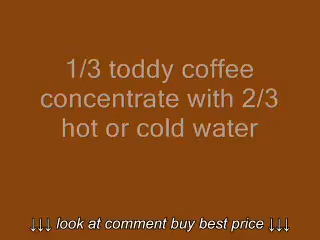 1/3 toddy coffee
concentrate with 2/3
hot or cold water
↓↓↓ look at comment buy best price ↓↓↓